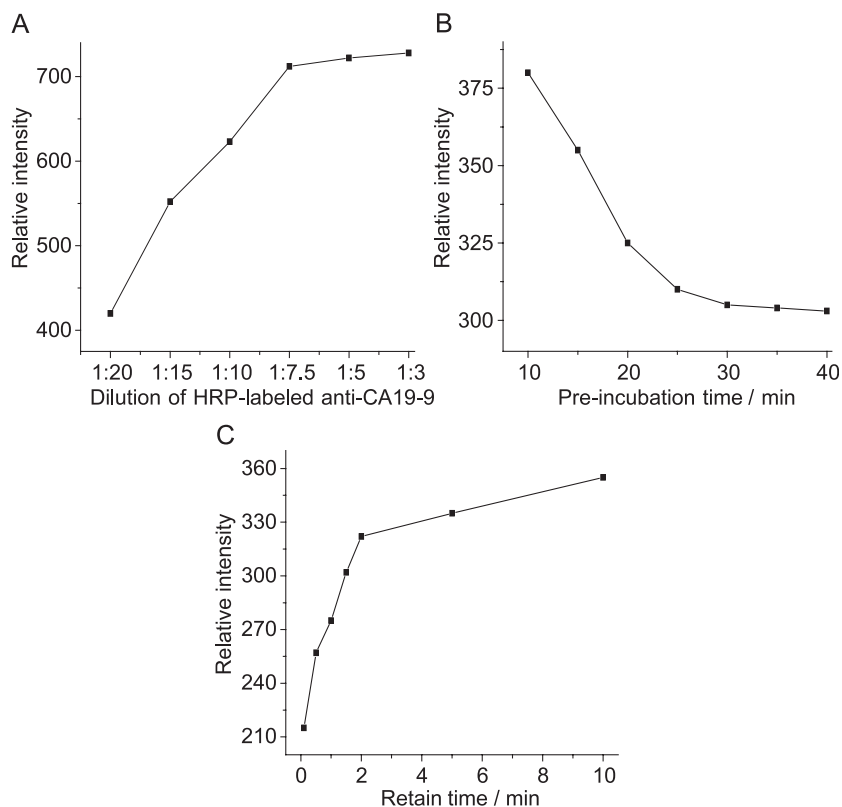 A
Relative intensity
700
600
500
400
1:20 1:15 1:10 1:7.5 1:5 1:3
Dilution of HRP-labeled anti-CA19-9
B
Relative intensity
375
350
325
300
10 20 30 40
Pre-incubation time / min
C
Relative intensity
360
330
300
270
240
210
0 2 4 6 8 10
Retain time / min